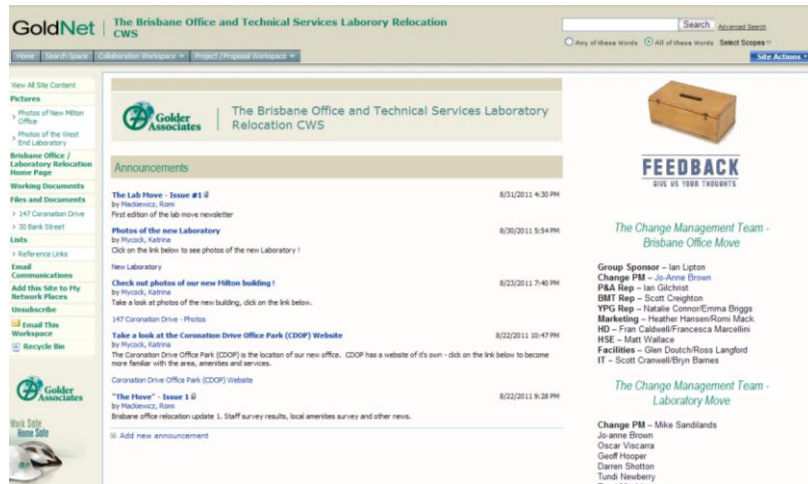 GoldNet
The Brisbane Office and Technical Services Laborory Relocation
CWS
Search Advanced Search
Any of these Words All of these Words Select Scopes
Home Search Space Collaboration Workspace Project /Proposal Workspace
Site Actions
View All Site Content
Pictures
Photos of New Milton
Office
Photos of the West
End Laboratory
Brisbane Office /
Laboratory Relocation
Home Page
Working Documents
Files and Documents
147 Coronation Drive
30 Bank Street
Lists
Reference Links
Email
Communications
Add this Site to My
Network Places
Unsubscribe
Email This
Workspace
Recycle Bin
Golder
Associates
Work Safe
Home Safe
Golder
Associates
The Brisbane Office and Technical Services Laboratory
Relocation CWS
Announcements
The Lab Move - Issue #1
8/31/2011 4:30 PM
by Mackiewicz, Romi
First edition of the lab move newsletter
Photos of the new Laboratory
8/30/2011 5:54 PM
by Mycock, Katrina
Click on the link below to see photos of the new Laboratory !
New Laboratory
Check out photos of our new Milton building !
8/23/2011 7:40 PM
by Mycock, Katrina
Take a look at photos of the new building, click on the link below.
147 Coronation Drive - Photos
Take a look at the Coronation Drive Office Park (CDOP) Website
8/22/2011 10:47 PM
by Mycock, Katrina
The Coronation Drive Office Park (CDOP) is the location of our new office. CDOP has a website of it's own - click on the link below to become
more familiar with the area, amenities and services.
Coronation Drive Office Park (CDOP) Website
"The Move" - Issue 1
8/22/2011 9:28 PM
by Mackiewicz, Romi
Brisbane office relocation update 1. Staff survey results, local amenities survey and other news.
Add new announcement
FEEDBACK
GIVE US YOUR THOUGHTS
The Change Management Team -
Brisbane Office Move
Group Sponsor – Ian Lipton
Change PM – Jo-Anne Brown
P&A Rep – Ian Gilchrist
BMT Rep – Scott Creighton
YPG Rep – Natalie Connor/Emma Briggs
Marketing – Heather Hansen/Romi Mack
HD – Fran Caldwell/Francesca Marcellini
HSE – Matt Wallace
Facilities – Glen Doutch/Ross Langford
IT – Scott Cranwell/Bryn Barnes
The Change Management Team -
Laboratory Move
Change PM – Mike Sandilands
Jo-anne Brown
Oscar Viscarra
Geoff Hooper
Darren Shotton
Tundi Newberry